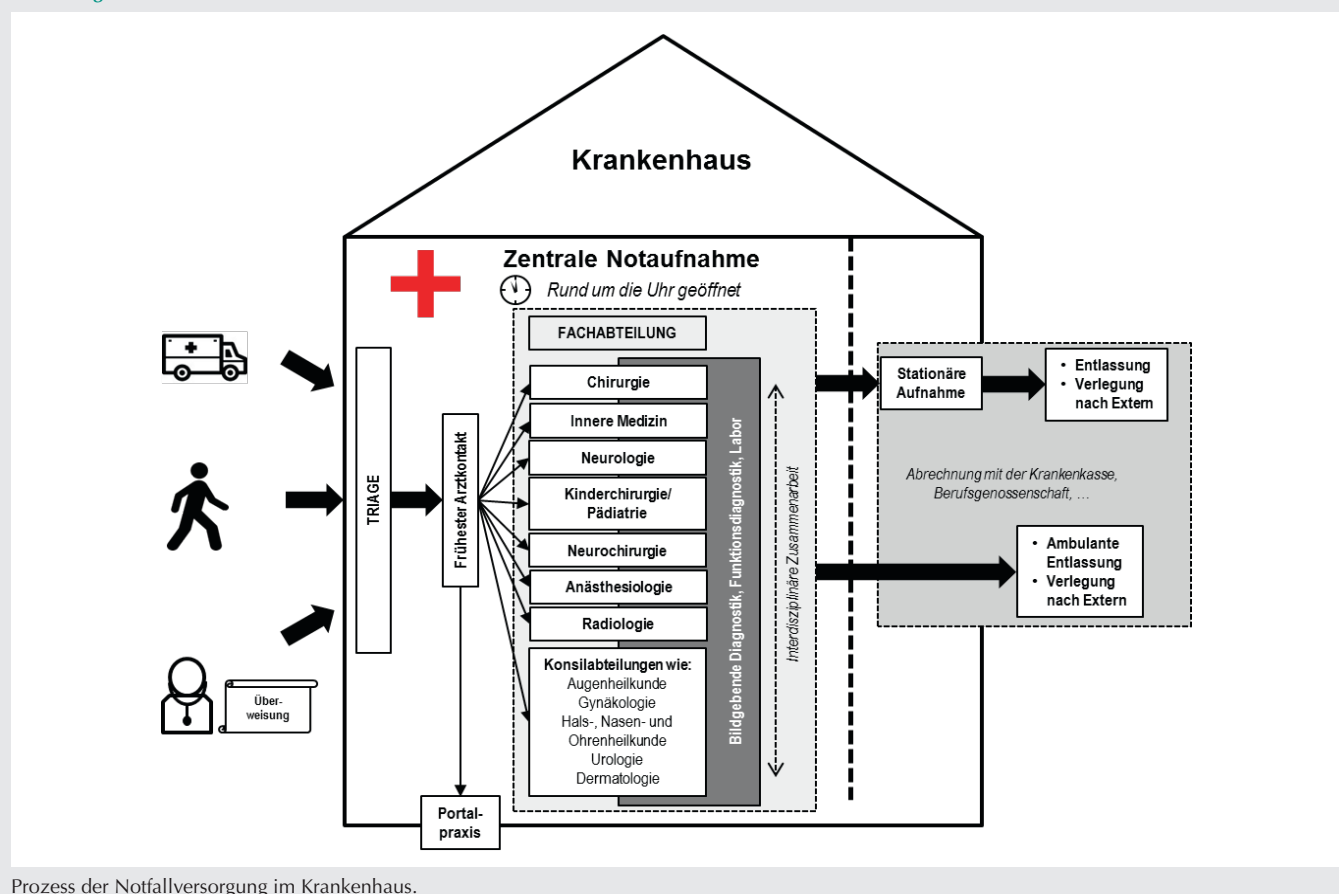 Krankenhaus
Zentrale Notaufnahme
Rund um die Uhr geöffnet
TRIAGE
Frühester Arztkontakt
Portal-
praxis
Über-
weisung
FACHABTEILUNG
Chirurgie
Innere Medizin
Neurologie
Kinderchirurgie/
Pädiatrie
Neurochirurgie
Anästhesiologie
Radiologie
Konsilabteilungen wie:
Augenheilkunde
Gynäkologie
Hals-, Nasen- und
Ohrenheilkunde
Urologie
Dermatologie
Bildgebende Diagnostik, Funktionsdiagnostik, Labor
Interdisziplinäre Zusammenarbeit
Stationäre
Aufnahme
• Entlassung
• Verlegung
nach Extern
Abrechnung mit der Krankenkasse,
Berufsgenossenschaft, …
• Ambulante
Entlassung
• Verlegung
nach Extern
Prozess der Notfallversorgung im Krankenhaus.